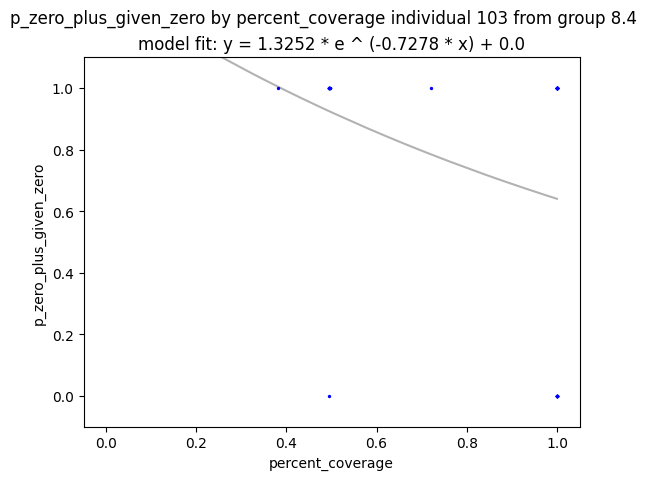 p_zero_plus_given_zero by percent_coverage individual 103 from group 8.4
model fit: y = 1.3252 * e ^ (-0.7278 * x) + 0.0
1.0
0.8
0.6
0.4
0.2
0.0
p_zero_plus_given_zero
0.0 0.2 0.4 0.6 0.8 1.0
percent_coverage